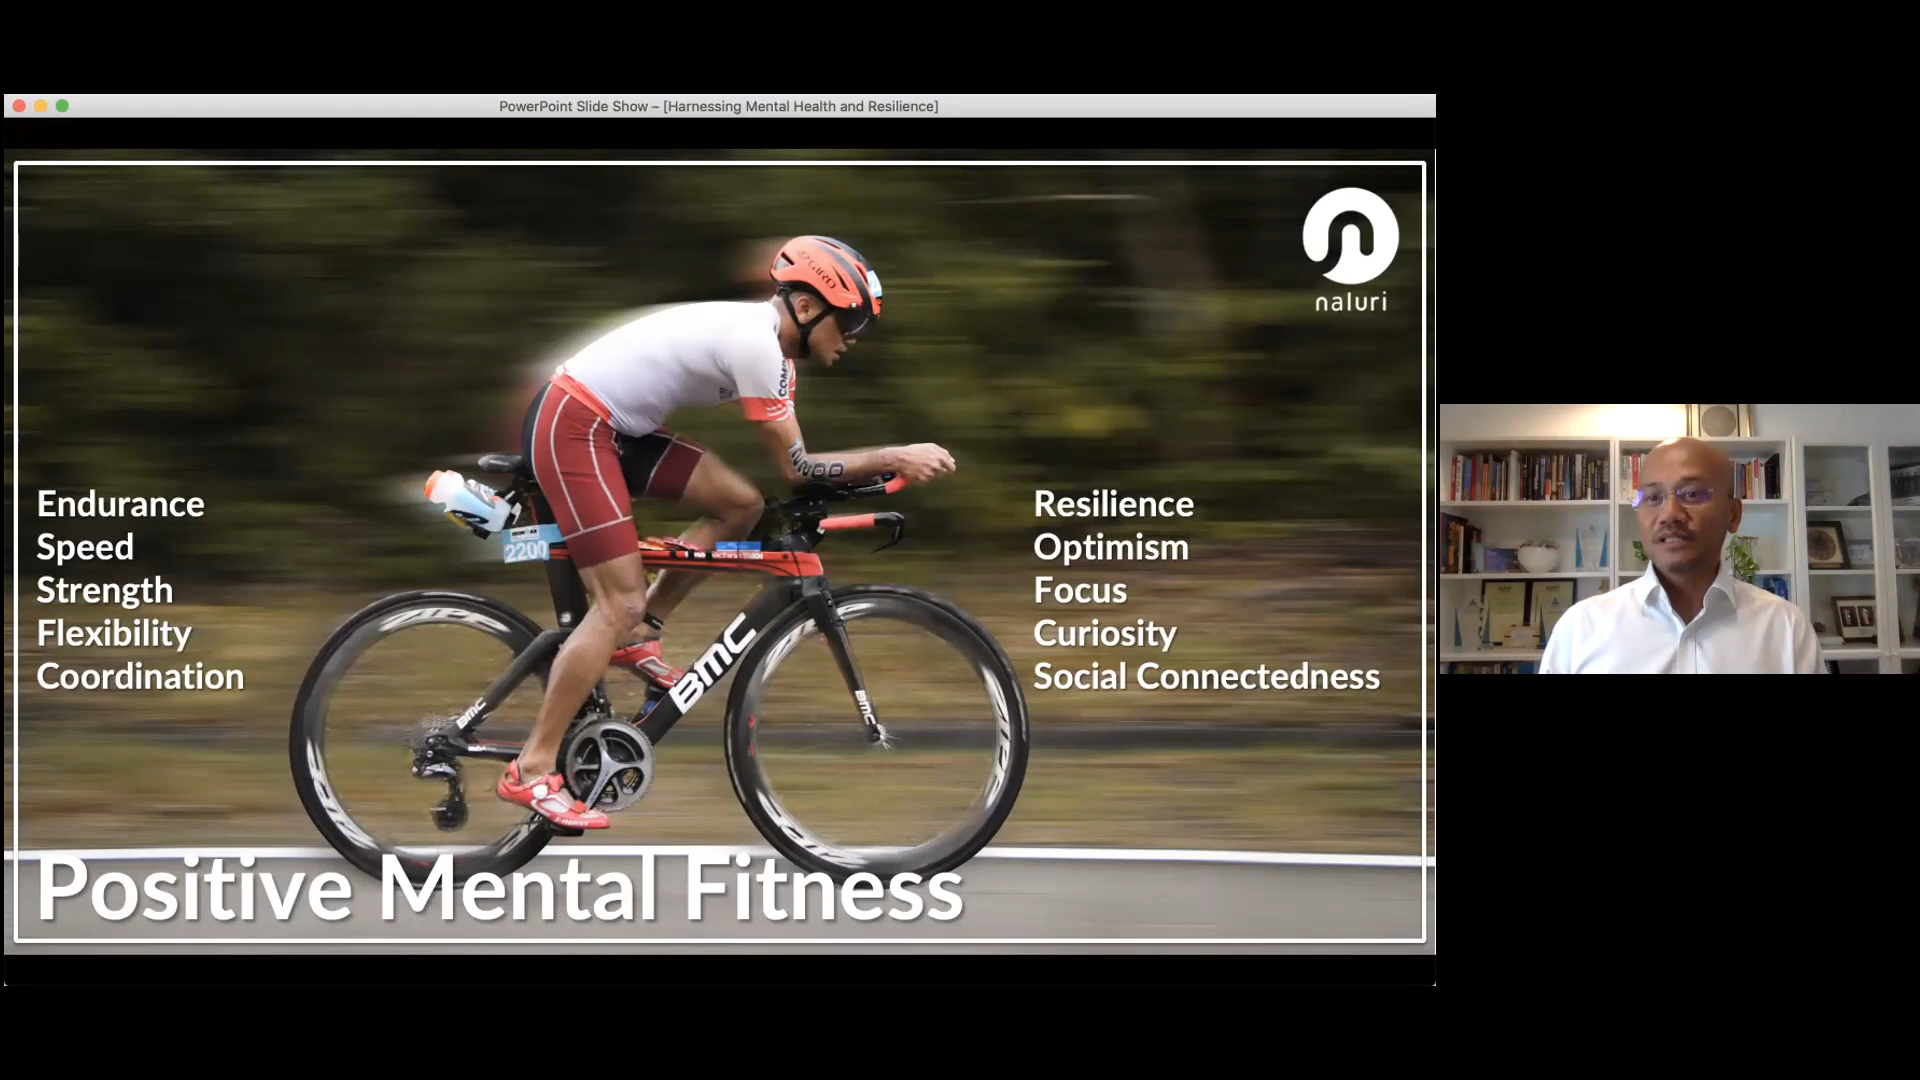 PowerPoint Slide Show – [Harnessing Mental Health and Resilience]
naluri
GIRO
Endurance
Speed
Strength
Flexibility
Coordination
Resilience
Optimism
Focus
Curiosity
Social Connectedness
2200
ZIPP
BMC
BMC
BMC
Positive Mental Fitness